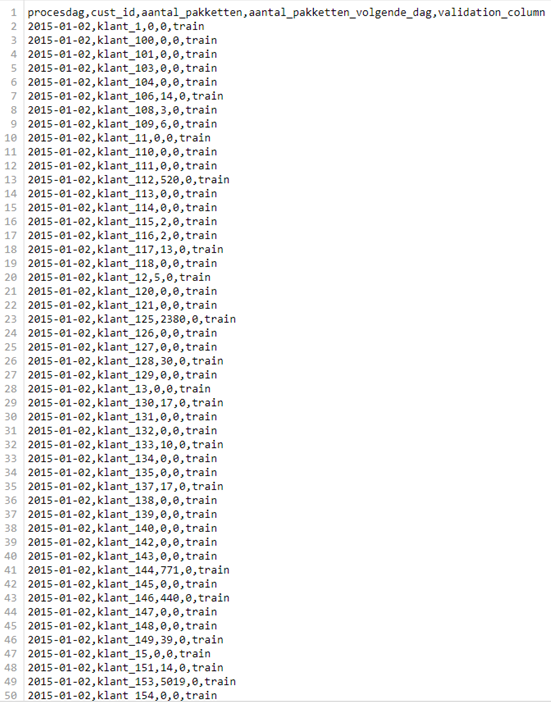 1 procesdag,cust_id,aantal_pakketten,aantal_pakketten_volgende_dag,validation_column
2 2015-01-02,klant_1,0,0,train
3 2015-01-02,klant_100,0,0,train
4 2015-01-02,klant_101,0,0,train
5 2015-01-02,klant_103,0,0,train
6 2015-01-02,klant_104,0,0,train
7 2015-01-02,klant_106,14,0,train
8 2015-01-02,klant_108,3,0,train
9 2015-01-02,klant_109,6,0,train
10 2015-01-02,klant_11,0,0,train
11 2015-01-02,klant_110,0,0,train
12 2015-01-02,klant_111,0,0,train
13 2015-01-02,klant_112,520,0,train
14 2015-01-02,klant_113,0,0,train
15 2015-01-02,klant_114,0,0,train
16 2015-01-02,klant_115,2,0,train
17 2015-01-02,klant_116,2,0,train
18 2015-01-02,klant_117,13,0,train
19 2015-01-02,klant_118,0,0,train
20 2015-01-02,klant_12,5,0,train
21 2015-01-02,klant_120,0,0,train
22 2015-01-02,klant_121,0,0,train
23 2015-01-02,klant_125,2380,0,train
24 2015-01-02,klant_126,0,0,train
25 2015-01-02,klant_127,0,0,train
26 2015-01-02,klant_128,30,0,train
27 2015-01-02,klant_129,0,0,train
28 2015-01-02,klant_13,0,0,train
29 2015-01-02,klant_130,17,0,train
30 2015-01-02,klant_131,0,0,train
31 2015-01-02,klant_132,0,0,train
32 2015-01-02,klant_133,10,0,train
33 2015-01-02,klant_134,0,0,train
34 2015-01-02,klant_135,0,0,train
35 2015-01-02,klant_137,17,0,train
36 2015-01-02,klant_138,0,0,train
37 2015-01-02,klant_139,0,0,train
38 2015-01-02,klant_140,0,0,train
39 2015-01-02,klant_142,0,0,train
40 2015-01-02,klant_143,0,0,train
41 2015-01-02,klant_144,771,0,train
42 2015-01-02,klant_145,0,0,train
43 2015-01-02,klant_146,440,0,train
44 2015-01-02,klant_147,0,0,train
45 2015-01-02,klant_148,0,0,train
46 2015-01-02,klant_149,39,0,train
47 2015-01-02,klant_15,0,0,train
48 2015-01-02,klant_151,14,0,train
49 2015-01-02,klant_153,5019,0,train
50 2015-01-02,klant_154,0,0,train